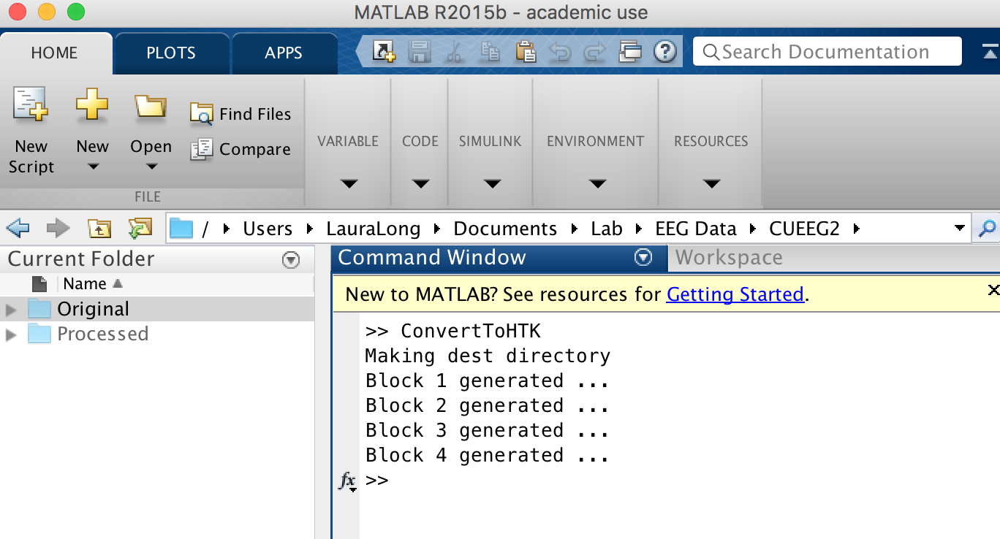 MATLAB R2015b - academic use
HOME PLOTS APPS
Search Documentation
New Script
New
Open
Find Files
Compare
FILE
VARIABLE
CODE
SIMULINK
ENVIRONMENT
RESOURCES
/ Users LauraLong Documents Lab EEG Data CUEEG2
Current Folder
Name
Original
Processed
Command Window
Workspace
New to MATLAB? See resources for Getting Started.
>> ConvertToHTK
Making dest directory
Block 1 generated ...
Block 2 generated ...
Block 3 generated ...
Block 4 generated ...
fx >>